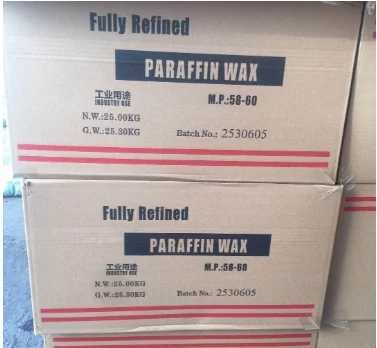 Fully Refined
PARAFFIN WAX
工业用途
INDUSTRY USE
M.P.:58-60
N.W.:25.00KG
G.W.:25.30KG
Batch No.: 2530605
Fully Refined
PARAFFIN WAX
工业用途
INDUSTRY USE
M.P.:58-60
N.W.:25.00KG
G.W.:25.30KG
Batch No.: 2530605